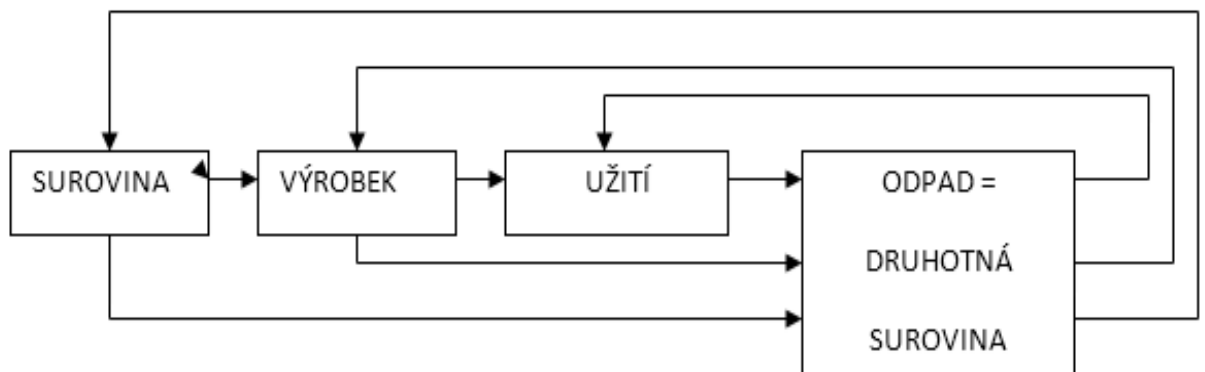 SUROVINA
VÝROBEK
UŽITÍ
ODPAD =
DRUHOTNÁ
SUROVINA